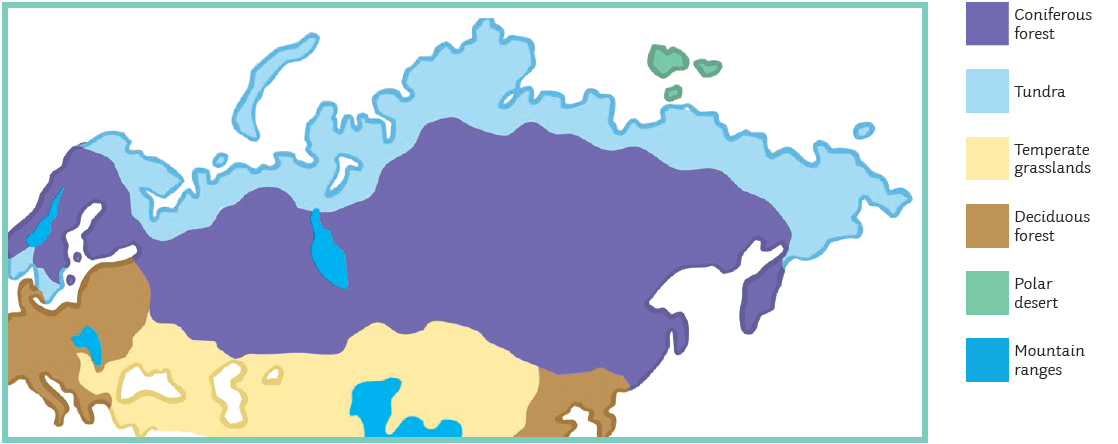 Coniferous
forest
Tundra
Temperate
grasslands
Deciduous
forest
Polar
desert
Mountain
ranges